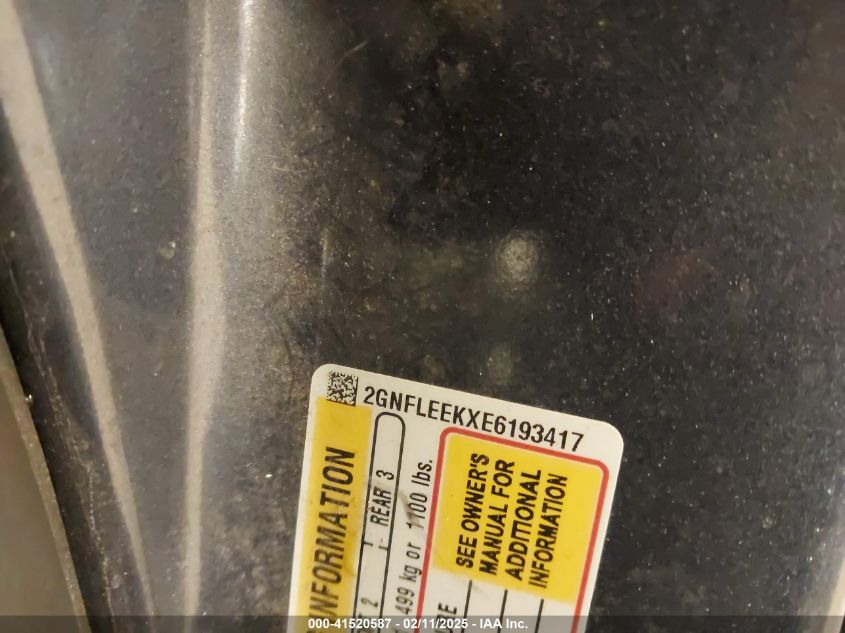 2GNFLEEKXE6193417
INFORMATION
2
REAR 3
499 kg or 1100 lbs.
SEE OWNER'S
MANUAL FOR
ADDITIONAL
INFORMATION
000-41520587 - 02/11/2025 - IAA Inc.